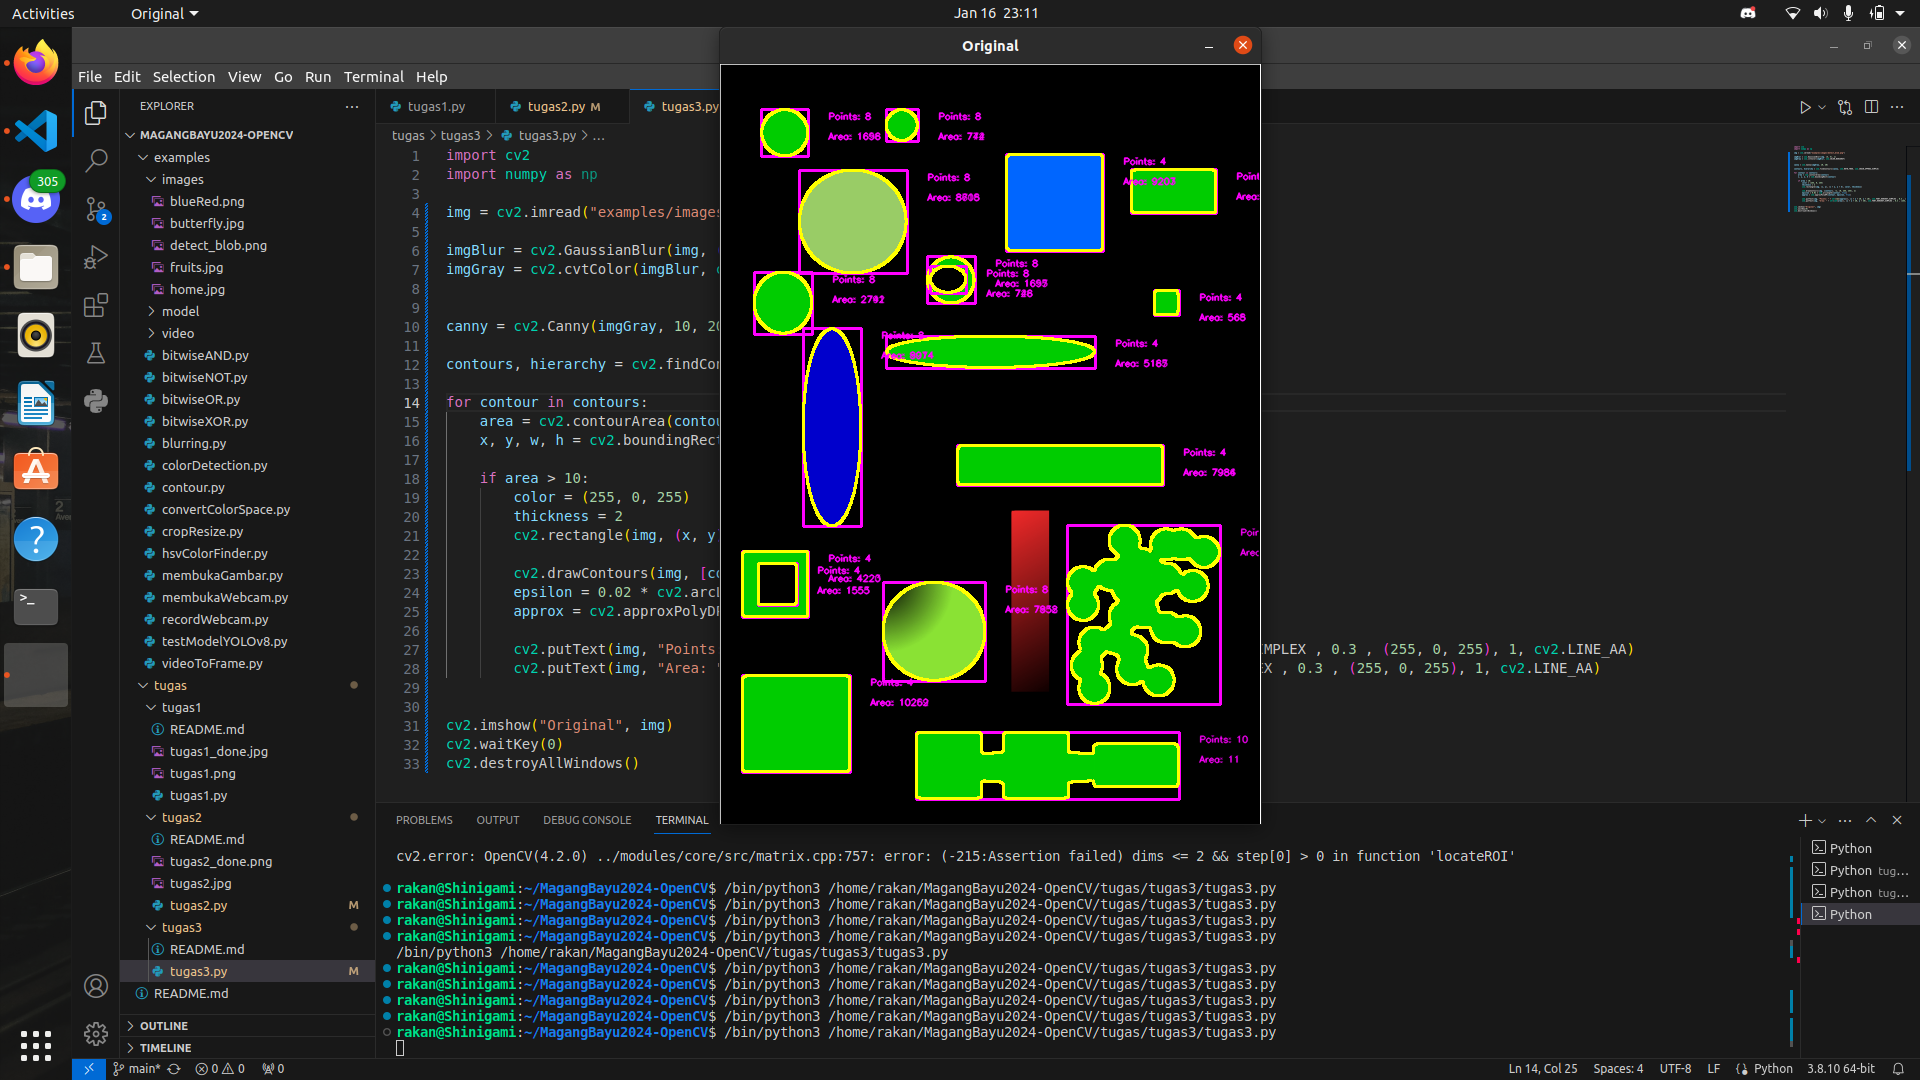 Activities
Original
Jan 16 23:11
Original
File Edit Selection View Go Run Terminal Help
EXPLORER
tugas1.py
tugas2.py M
tugas3.py
MAGANGBAYU2024-OPENCV
tugas > tugas3 > tugas3.py > ...
examples
images
blueRed.png
butterfly.jpg
detect_blob.png
fruits.jpg
home.jpg
model
video
bitwiseAND.py
bitwiseNOT.py
bitwiseOR.py
bitwiseXOR.py
blurring.py
colorDetection.py
contour.py
convertColorSpace.py
cropResize.py
hsvColorFinder.py
membukaGambar.py
membukaWebcam.py
recordWebcam.py
testModelYOLOv8.py
videoToFrame.py
tugas
tugas1
README.md
tugas1_done.jpg
tugas1.png
tugas1.py
tugas2
README.md
tugas2_done.png
tugas2.jpg
tugas2.py M
tugas3
README.md
tugas3.py M
README.md
OUTLINE
TIMELINE
305
2
1 import cv2
2 import numpy as np
3
4 img = cv2.imread("examples/images
5
6 imgBlur = cv2.GaussianBlur(img,
7 imgGray = cv2.cvtColor(imgBlur,
8
9
10 canny = cv2.Canny(imgGray, 10, 20
11
12 contours, hierarchy = cv2.findCon
13
14 for contour in contours:
15 area = cv2.contourArea(contou
16 x, y, w, h = cv2.boundingRect
17
18 if area > 10:
19 color = (255, 0, 255)
20 thickness = 2
21 cv2.rectangle(img, (x, y)
22
23 cv2.drawContours(img, [co
24 epsilon = 0.02 * cv2.arcL
25 approx = cv2.approxPolyDP
26
27 cv2.putText(img, "Points IMPLEX , 0.3 , (255, 0, 255), 1, cv2.LINE_AA)
28 cv2.putText(img, "Area: " EX , 0.3 , (255, 0, 255), 1, cv2.LINE_AA)
29
30
31 cv2.imshow("Original", img)
32 cv2.waitKey(0)
33 cv2.destroyAllWindows()
Points: 8
Area:
Points: 8
Area:
Points: 8
Area:
Points: 4
Poin
Area:
Points: 8
Points: 8
Points: 8
Area:
Points: 4
Area: 565
Points: 8
Points: 4
Area:
Points: 4
Area: 7986
Poin
Area
Points: 4
Points: 4
Area: 4220
Area: 1555
Points: 8
Area:
Points: 4
Area:
Points: 10
Area: 11
PROBLEMS OUTPUT DEBUG CONSOLE TERMINAL
cv2.error: OpenCV(4.2.0) ../modules/core/src/matrix.cpp:757: error: (-215:Assertion failed) dims <= 2 && step[0] > 0 in function 'locateROI'
rakan@Shinigami:~/MagangBayu2024-OpenCV$ /bin/python3 /home/rakan/MagangBayu2024-OpenCV/tugas/tugas3/tugas3.py
rakan@Shinigami:~/MagangBayu2024-OpenCV$ /bin/python3 /home/rakan/MagangBayu2024-OpenCV/tugas/tugas3/tugas3.py
rakan@Shinigami:~/MagangBayu2024-OpenCV$ /bin/python3 /home/rakan/MagangBayu2024-OpenCV/tugas/tugas3/tugas3.py
rakan@Shinigami:~/MagangBayu2024-OpenCV$ /bin/python3 /home/rakan/MagangBayu2024-OpenCV/tugas/tugas3/tugas3.py
/bin/python3 /home/rakan/MagangBayu2024-OpenCV/tugas/tugas3/tugas3.py
rakan@Shinigami:~/MagangBayu2024-OpenCV$ /bin/python3 /home/rakan/MagangBayu2024-OpenCV/tugas/tugas3/tugas3.py
rakan@Shinigami:~/MagangBayu2024-OpenCV$ /bin/python3 /home/rakan/MagangBayu2024-OpenCV/tugas/tugas3/tugas3.py
rakan@Shinigami:~/MagangBayu2024-OpenCV$ /bin/python3 /home/rakan/MagangBayu2024-OpenCV/tugas/tugas3/tugas3.py
rakan@Shinigami:~/MagangBayu2024-OpenCV$ /bin/python3 /home/rakan/MagangBayu2024-OpenCV/tugas/tugas3/tugas3.py
rakan@Shinigami:~/MagangBayu2024-OpenCV$ /bin/python3 /home/rakan/MagangBayu2024-OpenCV/tugas/tugas3/tugas3.py
Python
Python tug...
Python tug...
Python
main* 0 0 0
Ln 14, Col 25 Spaces: 4 UTF-8 LF Python 3.8.10 64-bit